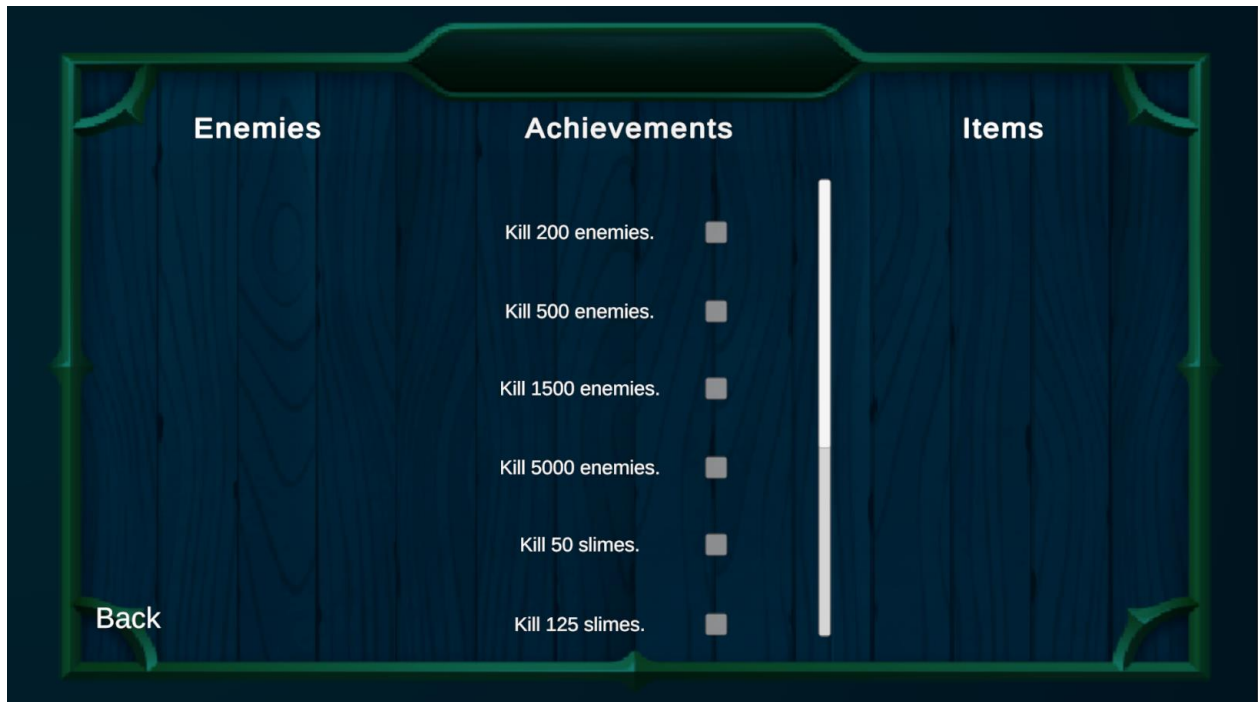 Enemies
Achievements
Items
Kill 200 enemies.
Kill 500 enemies.
Kill 1500 enemies.
Kill 5000 enemies.
Kill 50 slimes.
Kill 125 slimes.
Back